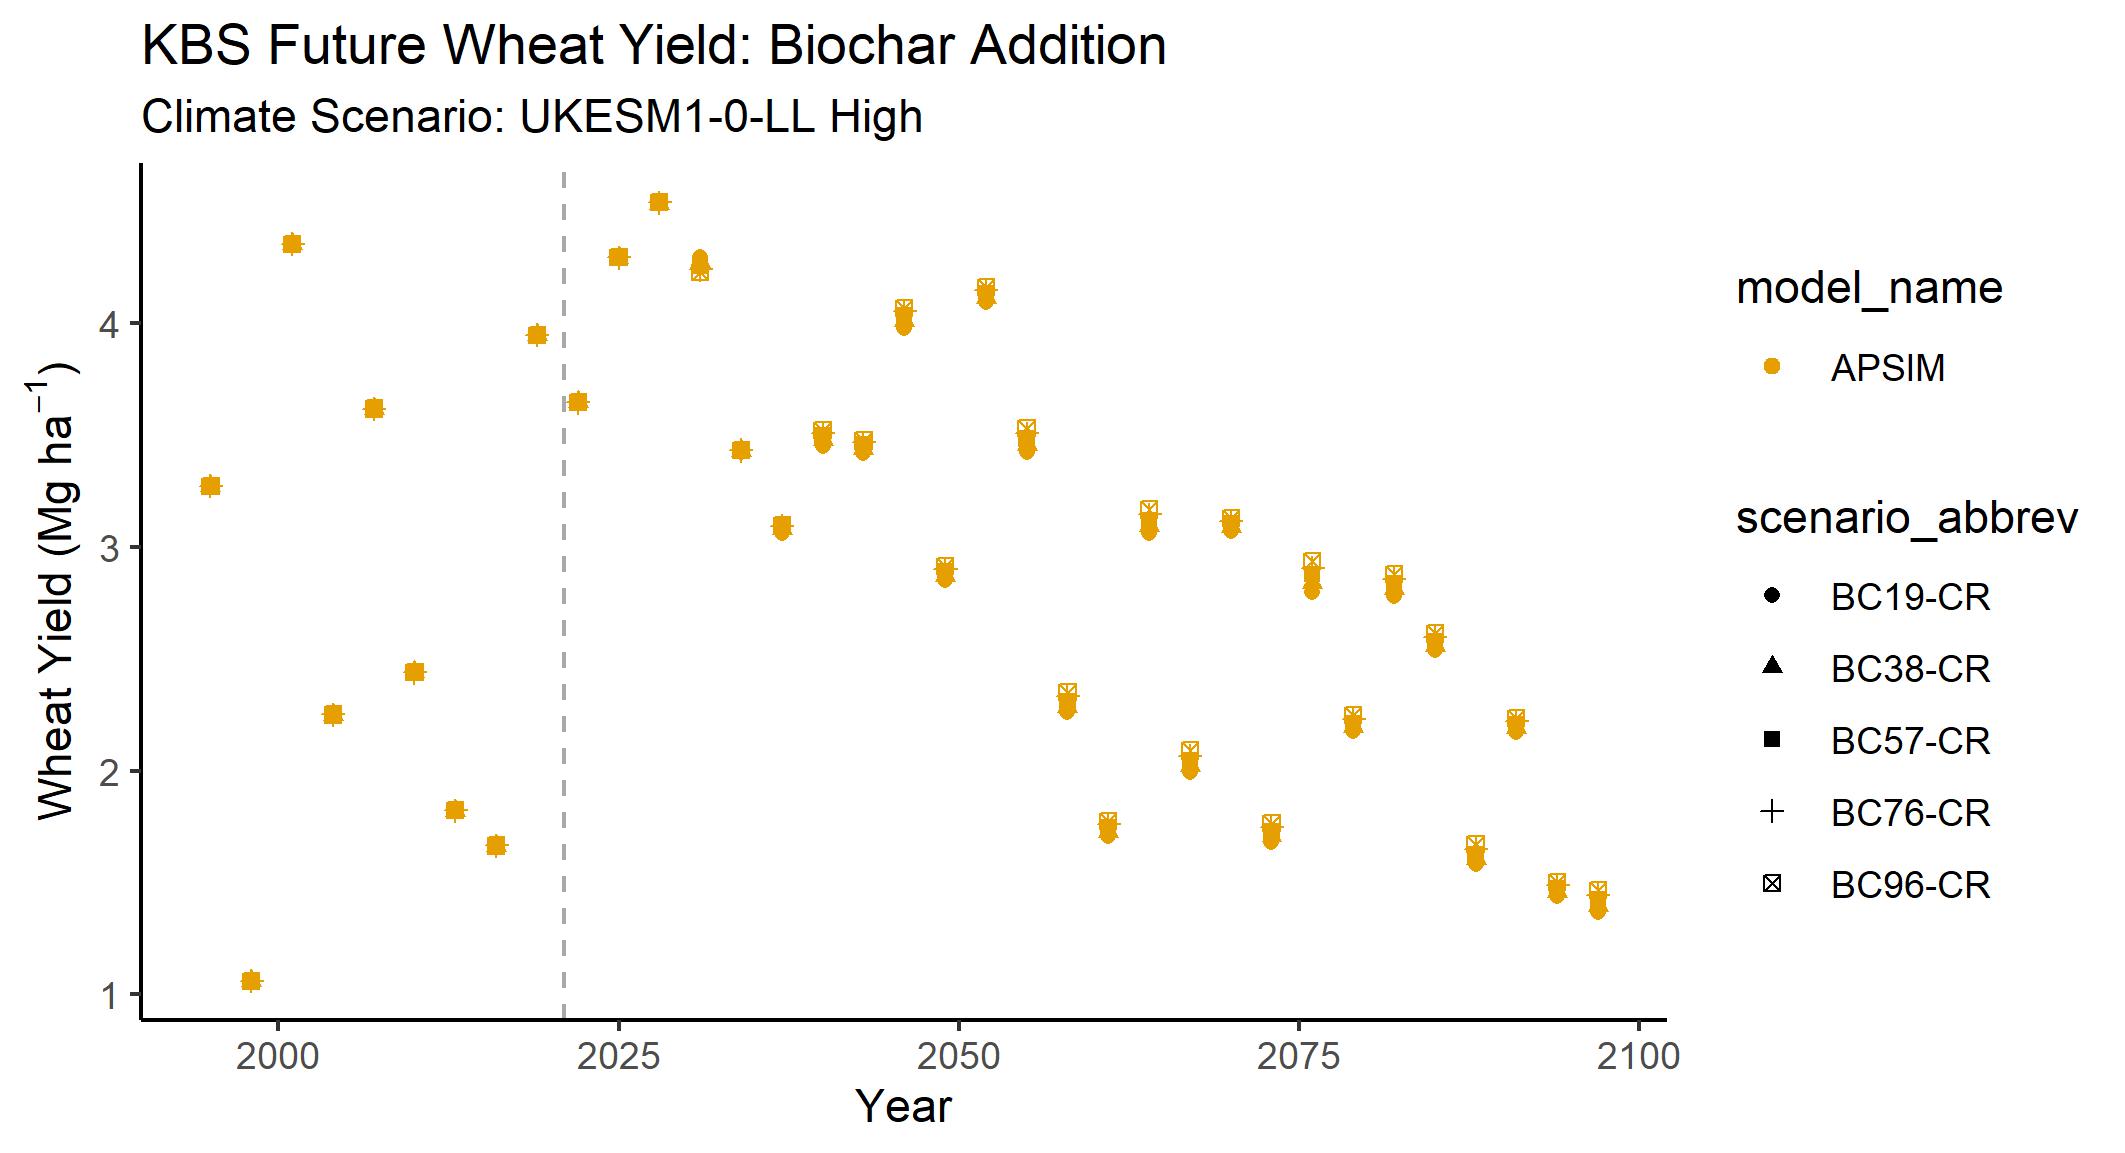 KBS Future Wheat Yield: Biochar Addition
Climate Scenario: UKESM1-0-LL High
Wheat Yield (Mg ha⁻¹)
4
3
2
1
2000 2025 2050 2075 2100
Year
model_name
APSIM
scenario_abbrev
BC19-CR
BC38-CR
BC57-CR
BC76-CR
BC96-CR